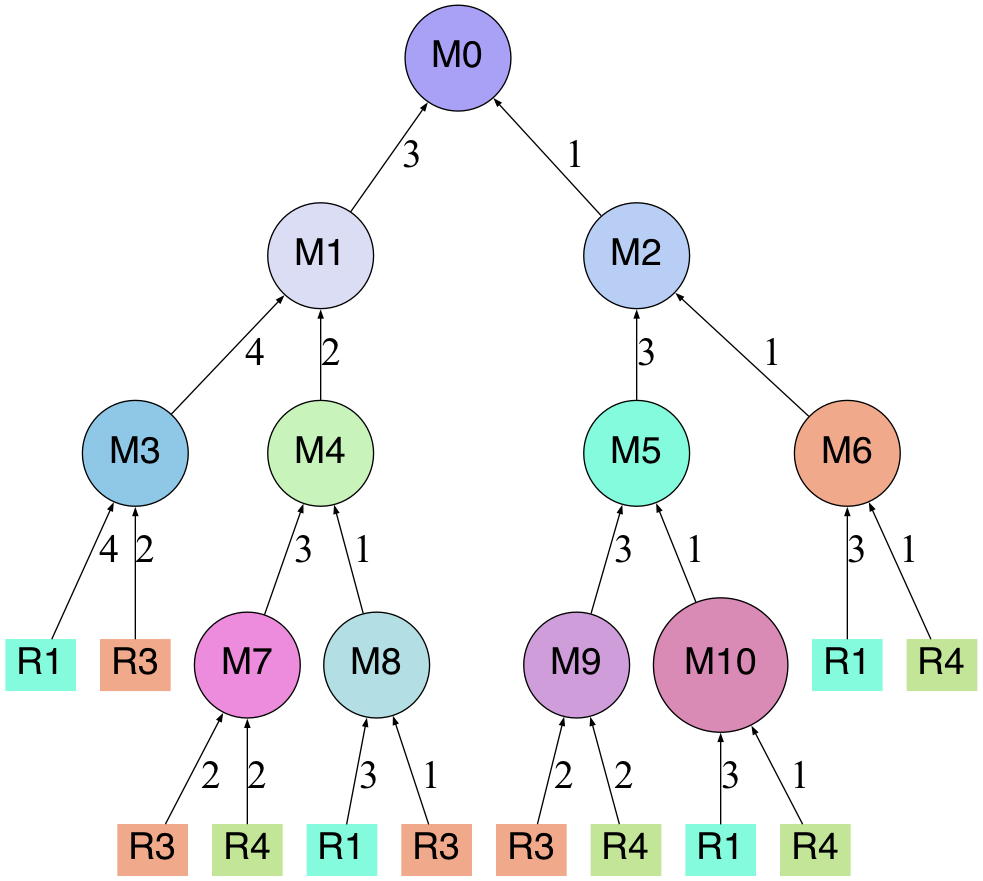 M0
3 1
M1 M2
4 2 3 1
M3 M4 M5 M6
4 2 3 1 3 1 3 1
R1 R3 M7 M8 M9 M10 R1 R4
2 2 3 1 2 2 3 1
R3 R4 R1 R3 R3 R4 R1 R4